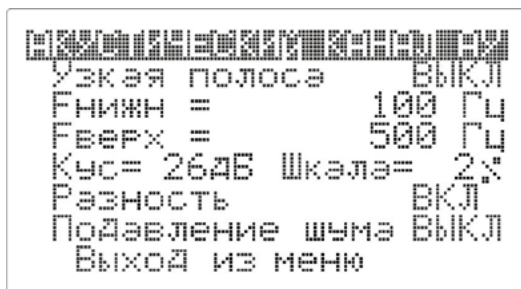 АКУСТИЧЕСКИЙ КАНАЛ АУ
Узкая полоса ВЫКЛ
Fнижн = 100 Гц
Fверх = 500 Гц
Кус= 26дБ Шкала= 2%
Разность ВКЛ
Подавление шума ВЫКЛ
Выход из меню